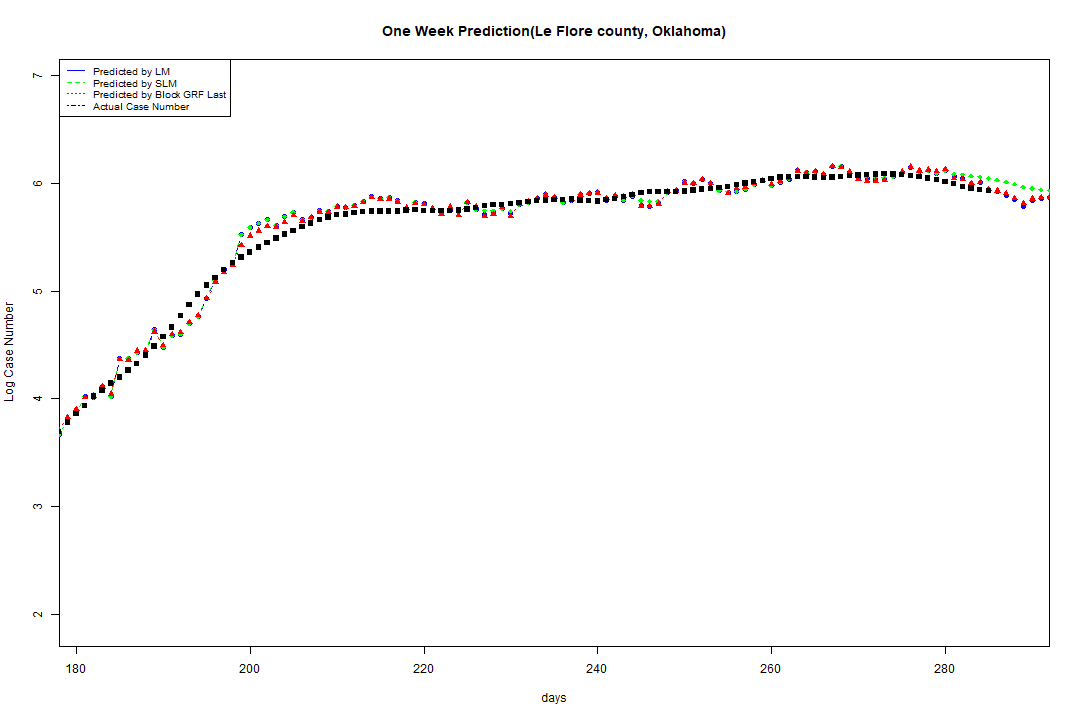 One Week Prediction(Le Flore county, Oklahoma)
Predicted by LM
Predicted by SLM
Predicted by Block GRF Last
Actual Case Number
7
6
5
4
3
2
Log Case Number
180 200 220 240 260 280
days